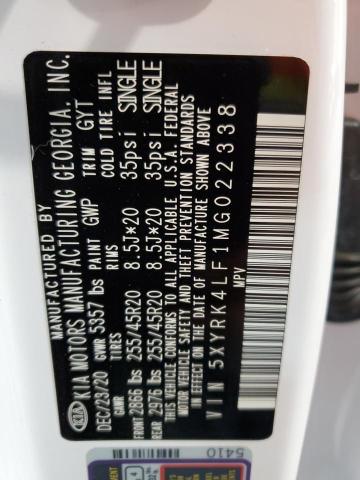 KIA
MANUFACTURED BY
KIA MOTORS MANUFACTURING GEORGIA, INC.
DEC/23/20 GVWR 5357 lbs PAINT GWP TRIM GYT
GAWR TIRES RIMS COLD TIRE INFL
FRONT 2866 lbs 255/45R20 8.5J*20 35psi SINGLE
REAR 2976 lbs 255/45R20 8.5J*20 35psi SINGLE
THIS VEHICLE CONFORMS TO ALL APPLICABLE U.S.A. FEDERAL
MOTOR VEHICLE SAFETY AND THEFT PREVENTION STANDARDS
IN EFFECT ON THE DATE OF MANUFACTURE SHOWN ABOVE
VIN 5XYRK4LF1MG022338
MPV
5410